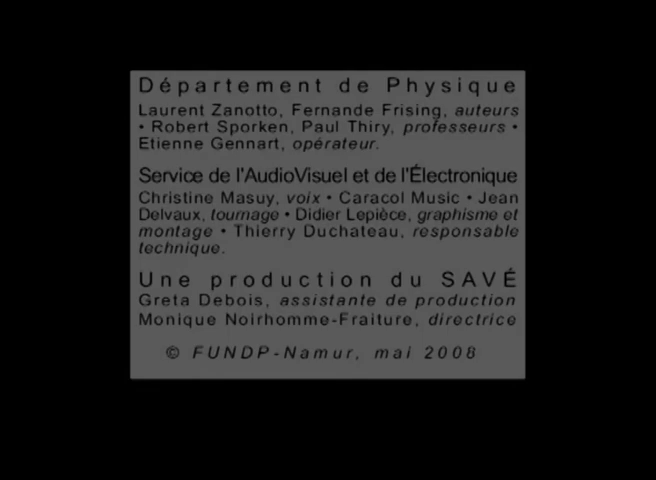 Département de Physique
Laurent Zanotto, Fernande Frising, auteurs
• Robert Sporken, Paul Thiry, professeurs •
Etienne Gennart, opérateur.
Service de l'AudioVisuel et de l'Électronique
Christine Masuy, voix • Caracol Music • Jean
Delvaux, tournage • Didier Lepièce, graphisme et
montage • Thierry Duchateau, responsable
technique.
Une production du SAVÉ
Greta Debois, assistante de production
Monique Noirhomme-Fraiture, directrice
© FUNDP-Namur, mai 2008